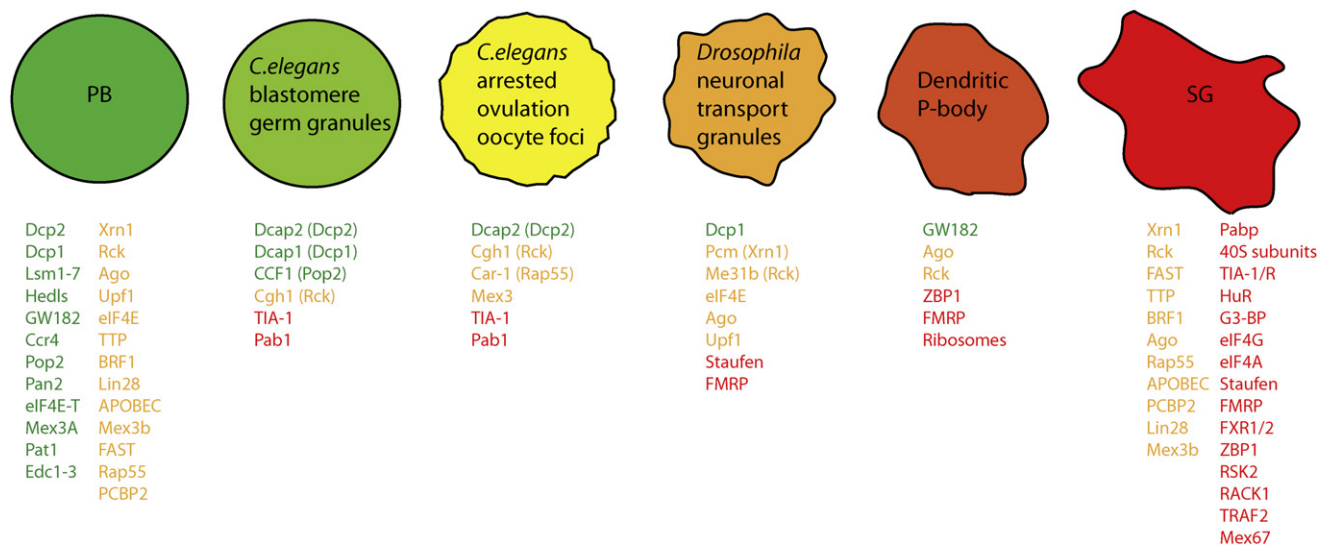 PB
C.elegans
blastomere
germ granules
C.elegans
arrested
ovulation
oocyte foci
Drosophila
neuronal
transport
granules
Dendritic
P-body
SG
Dcp2
Dcp1
Lsm1-7
Hedls
GW182
Ccr4
Pop2
Pan2
eIF4E-T
Mex3A
Pat1
Edc1-3
Xrn1
Rck
Ago
Upf1
eIF4E
TTP
BRF1
Lin28
APOBEC
Mex3b
FAST
Rap55
PCBP2
Dcap2 (Dcp2)
Dcap1 (Dcp1)
CCF1 (Pop2)
Cgh1 (Rck)
TIA-1
Pab1
Dcap2 (Dcp2)
Cgh1 (Rck)
Car-1 (Rap55)
Mex3
TIA-1
Pab1
Dcp1
Pcm (Xrn1)
Me31b (Rck)
eIF4E
Ago
Upf1
Staufen
FMRP
GW182
Ago
Rck
ZBP1
FMRP
Ribosomes
Xrn1
Rck
FAST
TTP
BRF1
Ago
Rap55
APOBEC
PCBP2
Lin28
Mex3b
Pabp
40S subunits
TIA-1/R
HuR
G3-BP
eIF4G
eIF4A
Staufen
FMRP
FXR1/2
ZBP1
RSK2
RACK1
TRAF2
Mex67